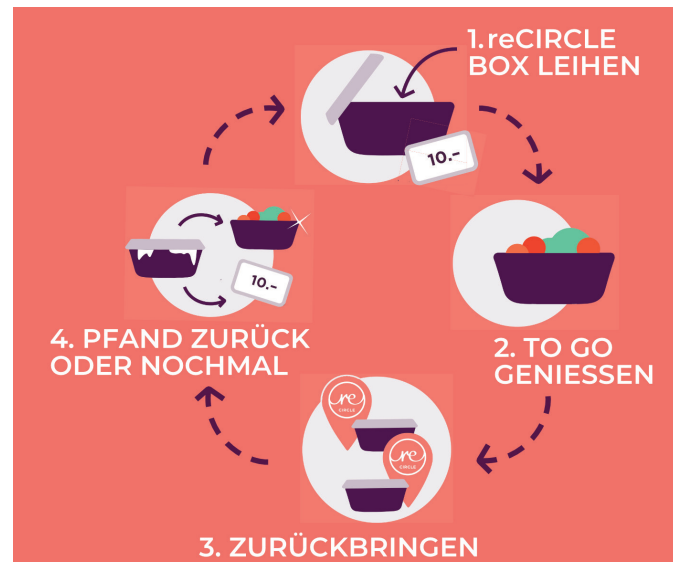 1.reCIRCLE
BOX LEIHEN
10.-
2. TO GO
GENIESSEN
re
CIRCLE
re
CIRCLE
3. ZURÜCKBRINGEN
10.-
4. PFAND ZURÜCK
ODER NOCHMAL